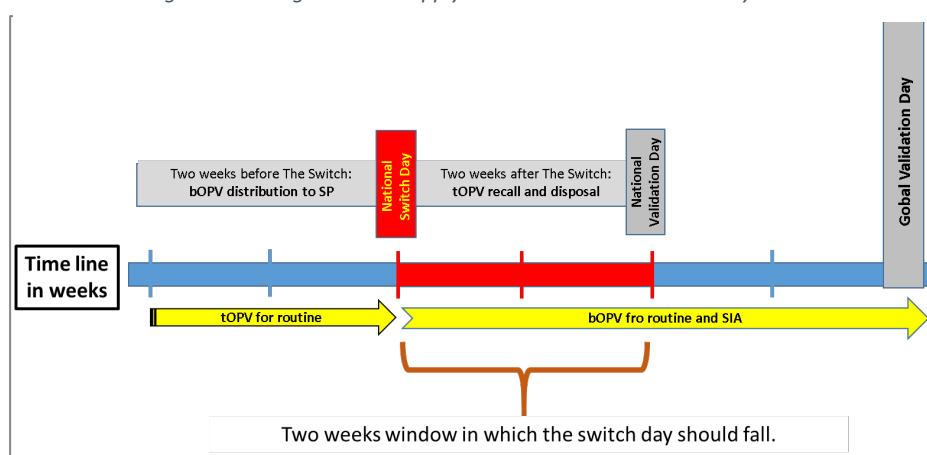 Two weeks before The Switch:
bOPV distribution to SP
National
Switch Day
Two weeks after The Switch:
tOPV recall and disposal
National
Validation Day
Gobal Validation Day
Time line
in weeks
tOPV for routine
bOPV fro routine and SIA
Two weeks window in which the switch day should fall.